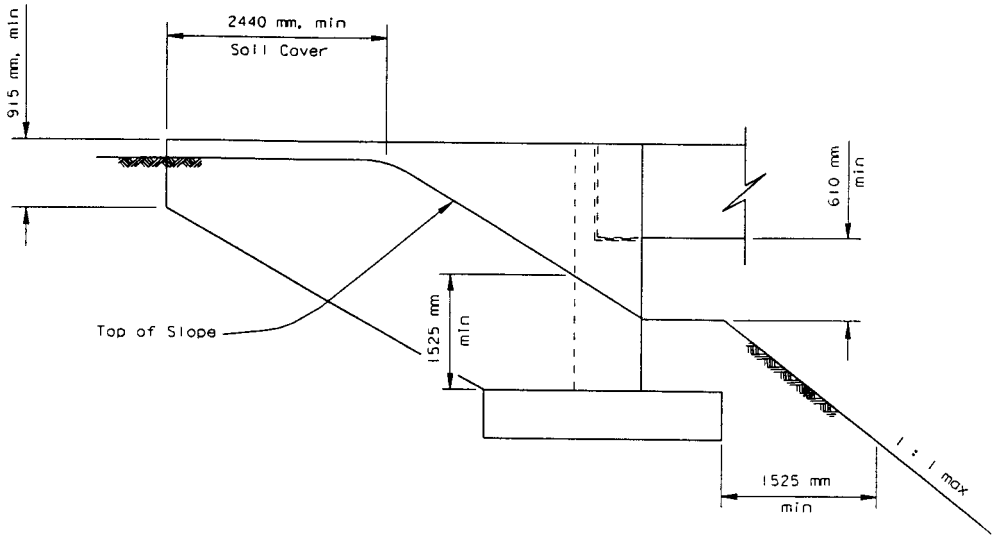 2440 mm, min
Soil Cover
915 mm, min
610 mm
min
Top of Slope
1525 mm
min
1525 mm
min
1 : 1 max